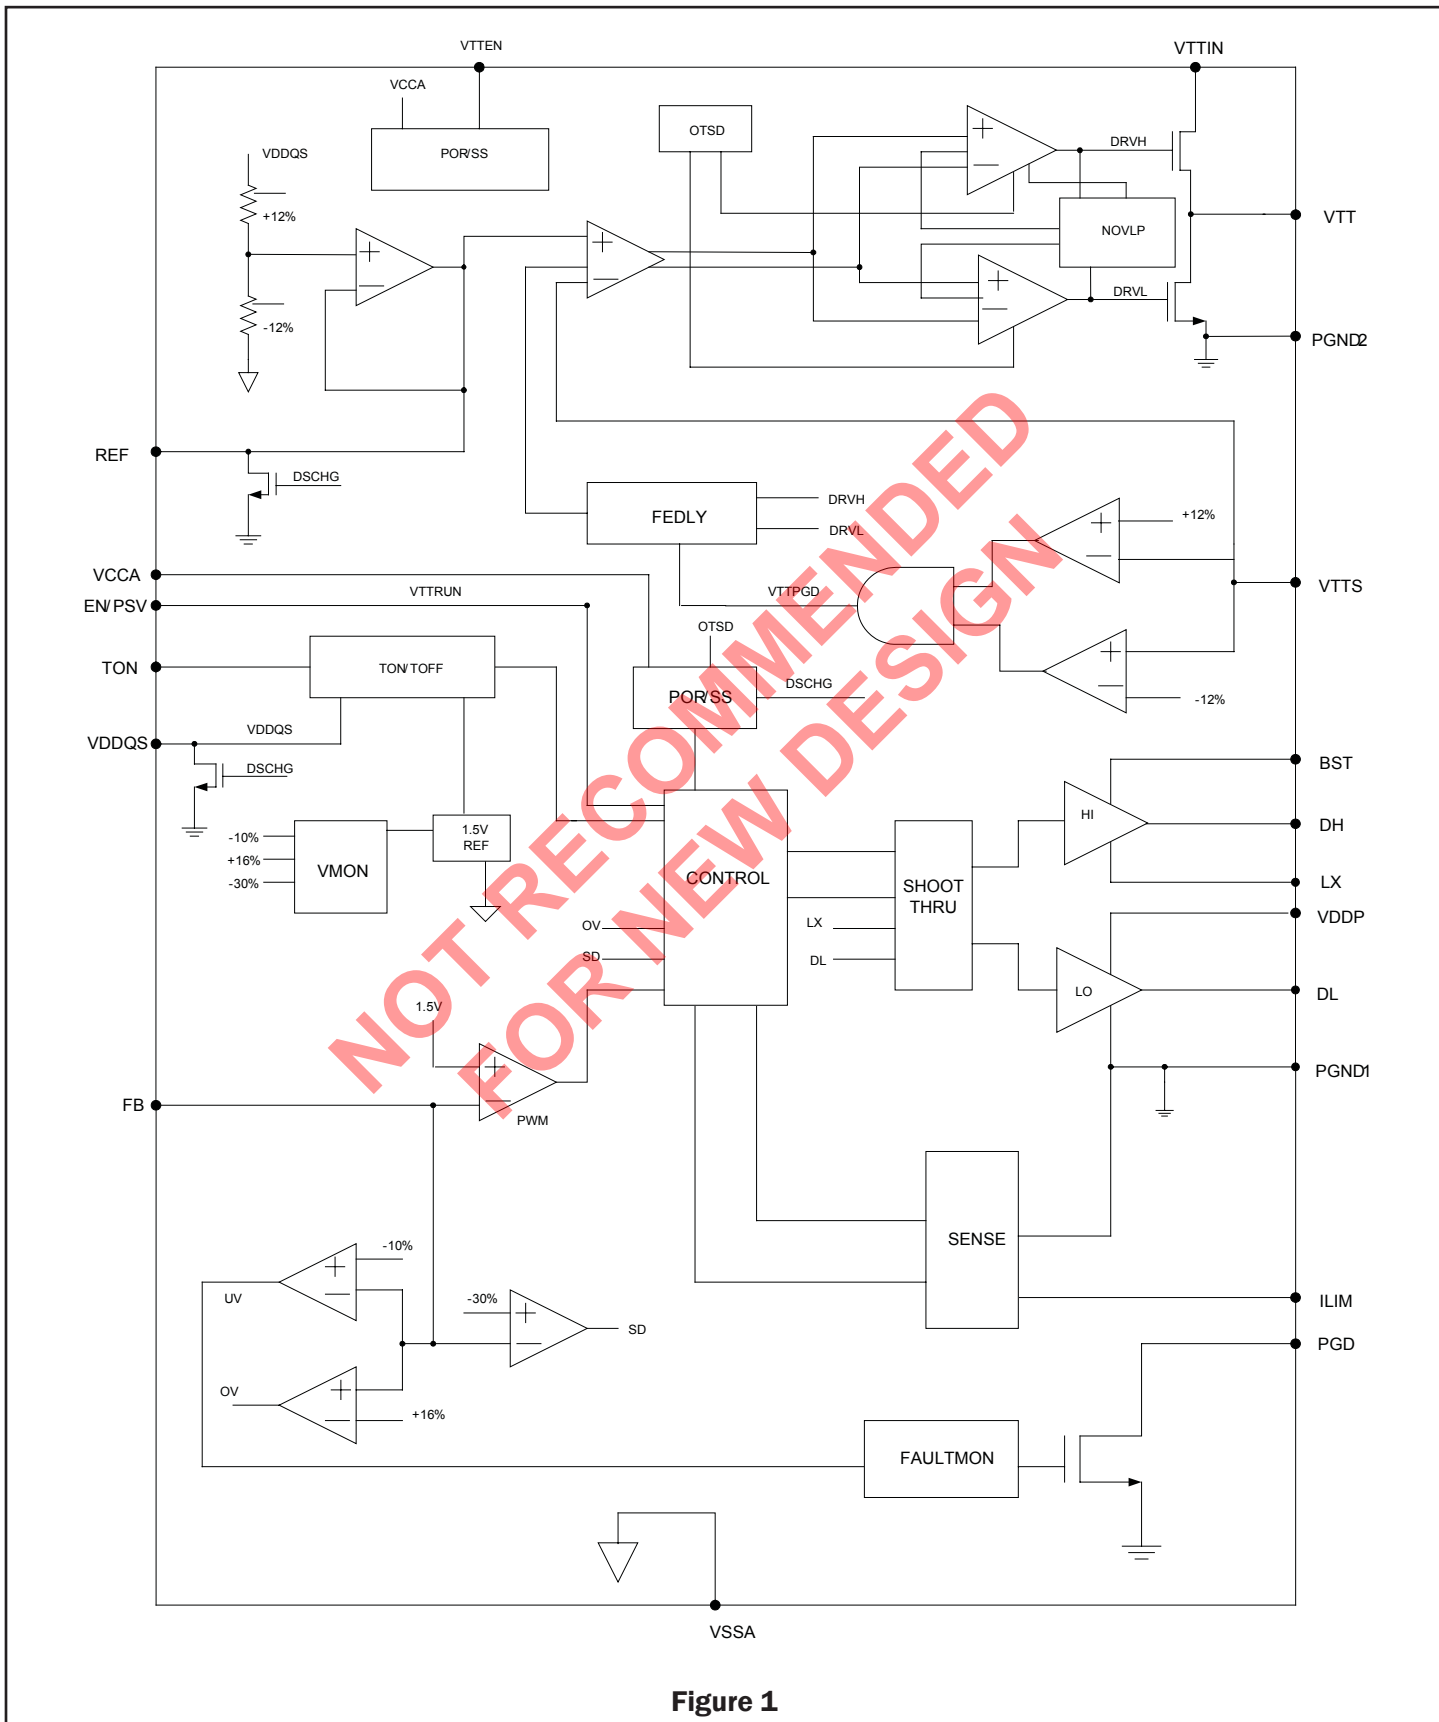 VTTEN
VTTIN
VCCA
POR/SS
OTSD
VDDQS
+12%
-12%
DRVH
NOVLP
VTT
DRVL
PGND2
REF
DSCHG
FEDLY
DRVH
DRVL
+12%
VCCA
EN/PSV
VTTRUN
VTTPGD
VTTS
TON
TON/TOFF
OTSD
POR/SS
DSCHG
-12%
VDDQS
VDDQS
DSCHG
BST
HI
DH
LX
-10%
+16%
-30%
VMON
1.5V
REF
CONTROL
SHOOT
THRU
VDDP
OV
SD
LX
DL
LO
DL
1.5V
PWM
FB
PGND1
SENSE
-10%
UV
-30%
SD
ILIM
PGD
OV
+16%
FAULTMON
VSSA
NOT RECOMMENDED
FOR NEW DESIGN
Figure 1